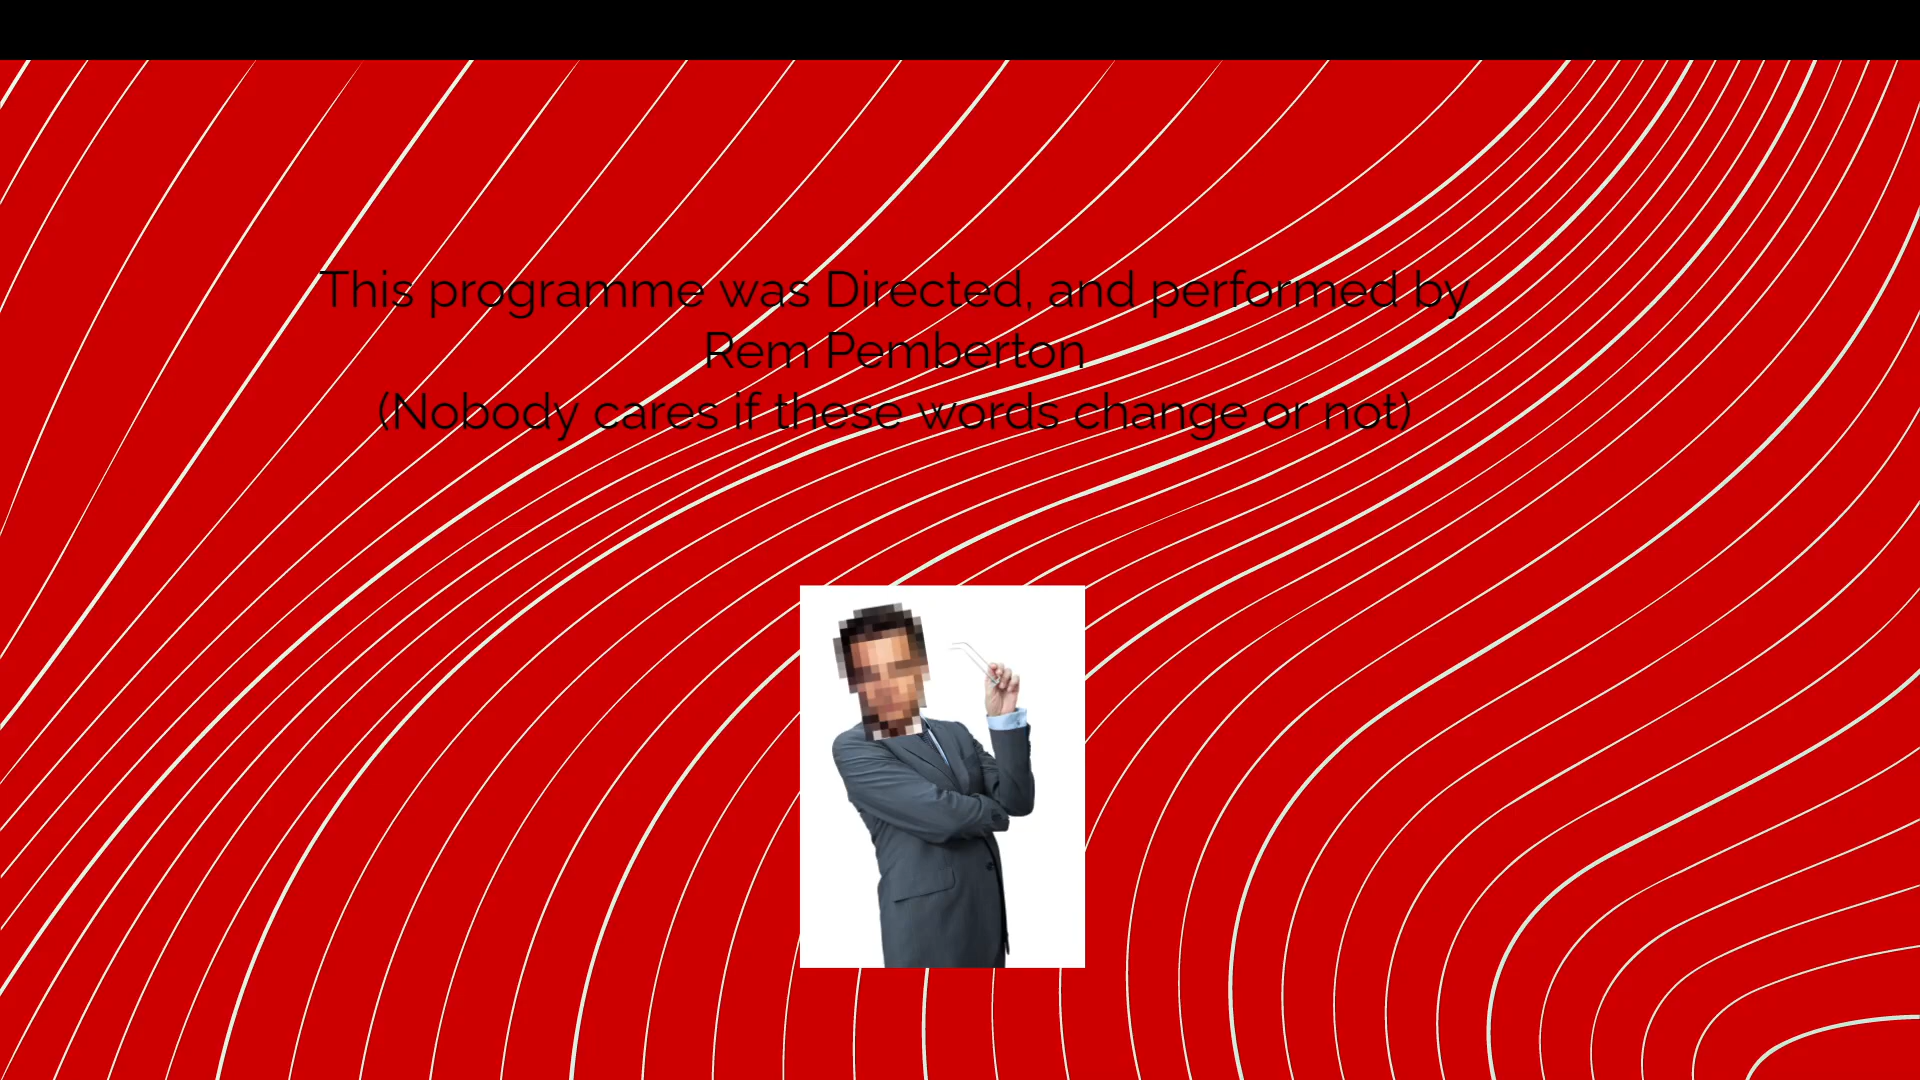 This programme was Directed, and performed by
Rem Pemberton
(Nobody cares if these words change or not)